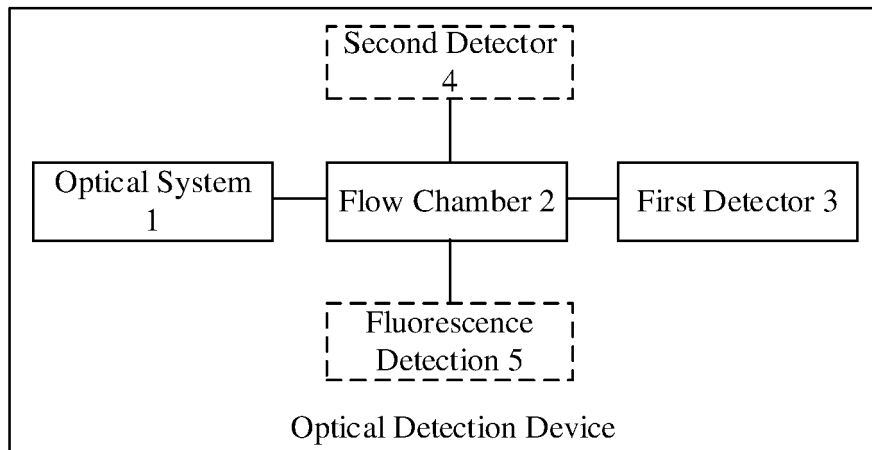 Second Detector
4
Optical System
1
Flow Chamber 2
First Detector 3
Fluorescence
Detection 5
Optical Detection Device